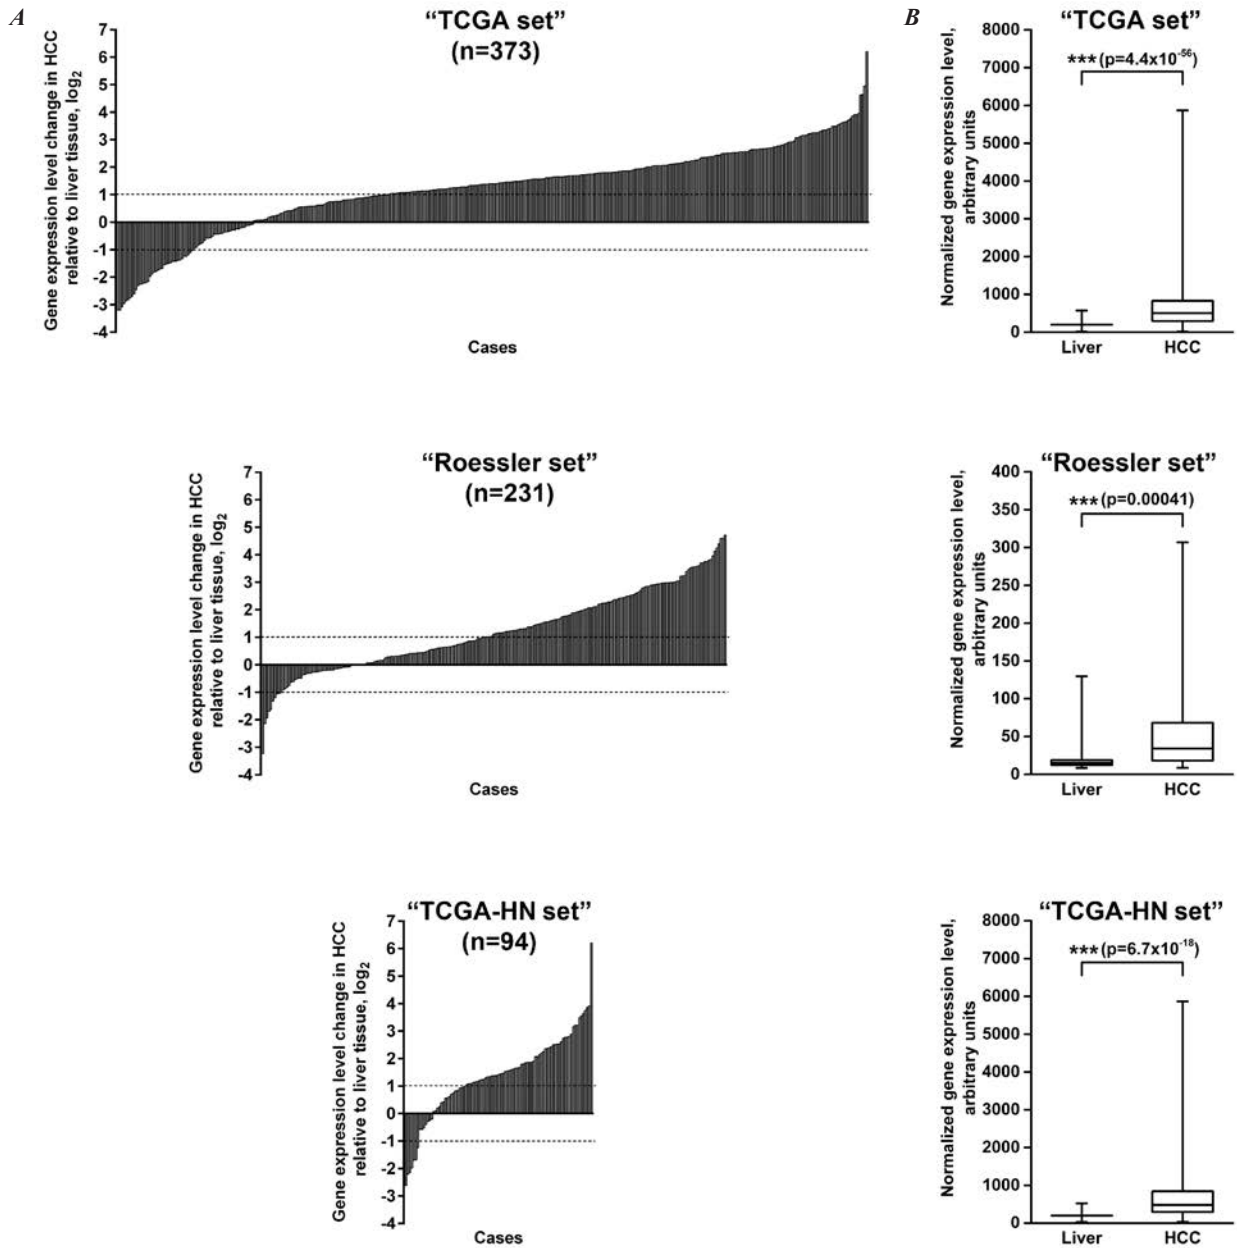 A
B
“TCGA set”
(n=373)
Gene expression level change in HCC
relative to liver tissue, log2
7
6
5
4
3
2
1
0
-1
-2
-3
-4
Cases
“TCGA set”
*** (p=4.4x10-56)
Normalized gene expression level,
arbitrary units
8000
7000
6000
5000
4000
3000
2000
1000
0
Liver HCC
“Roessler set”
(n=231)
Gene expression level change in HCC
relative to liver tissue, log2
7
6
5
4
3
2
1
0
-1
-2
-3
-4
Cases
“Roessler set”
*** (p=0.00041)
Normalized gene expression level,
arbitrary units
400
350
300
250
200
150
100
50
0
Liver HCC
“TCGA-HN set”
(n=94)
Gene expression level change in HCC
relative to liver tissue, log2
7
6
5
4
3
2
1
0
-1
-2
-3
-4
Cases
“TCGA-HN set”
*** (p=6.7x10-18)
Normalized gene expression level,
arbitrary units
8000
7000
6000
5000
4000
3000
2000
1000
0
Liver HCC